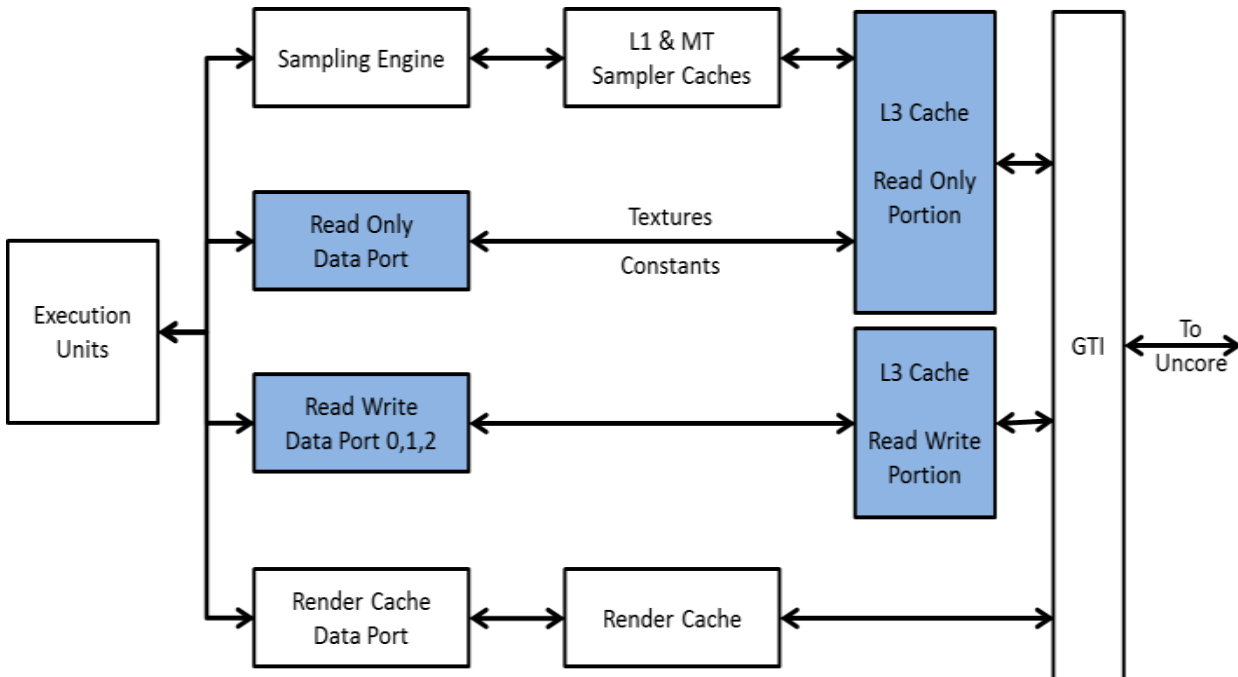 Sampling Engine
L1 & MT
Sampler Caches
L3 Cache
Read Only
Portion
Read Only
Data Port
Textures
Constants
Execution
Units
GTI
To
Uncore
Read Write
Data Port 0,1,2
L3 Cache
Read Write
Portion
Render Cache
Data Port
Render Cache